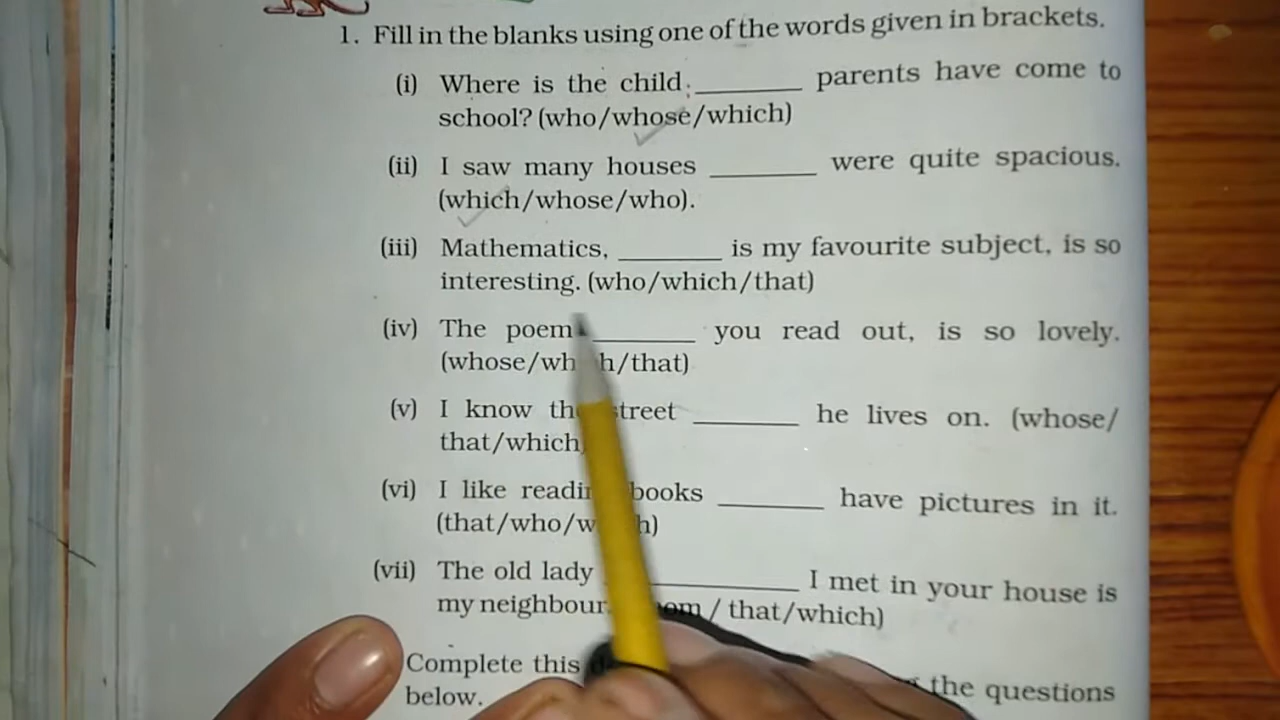 1. Fill in the blanks using one of the words given in brackets.
(i) Where is the child, ________ parents have come to
school? (who/whose/which)
(ii) I saw many houses ________ were quite spacious.
(which/whose/who).
(iii) Mathematics, ________ is my favourite subject, is so
interesting. (who/which/that)
(iv) The poem ________ you read out, is so lovely.
(whose/which/that)
(v) I know the street ________ he lives on. (whose/
that/which)
(vi) I like reading books ________ have pictures in it.
(that/who/which)
(vii) The old lady ________ I met in your house is
my neighbour. / that/which)
Complete this the questions
below.